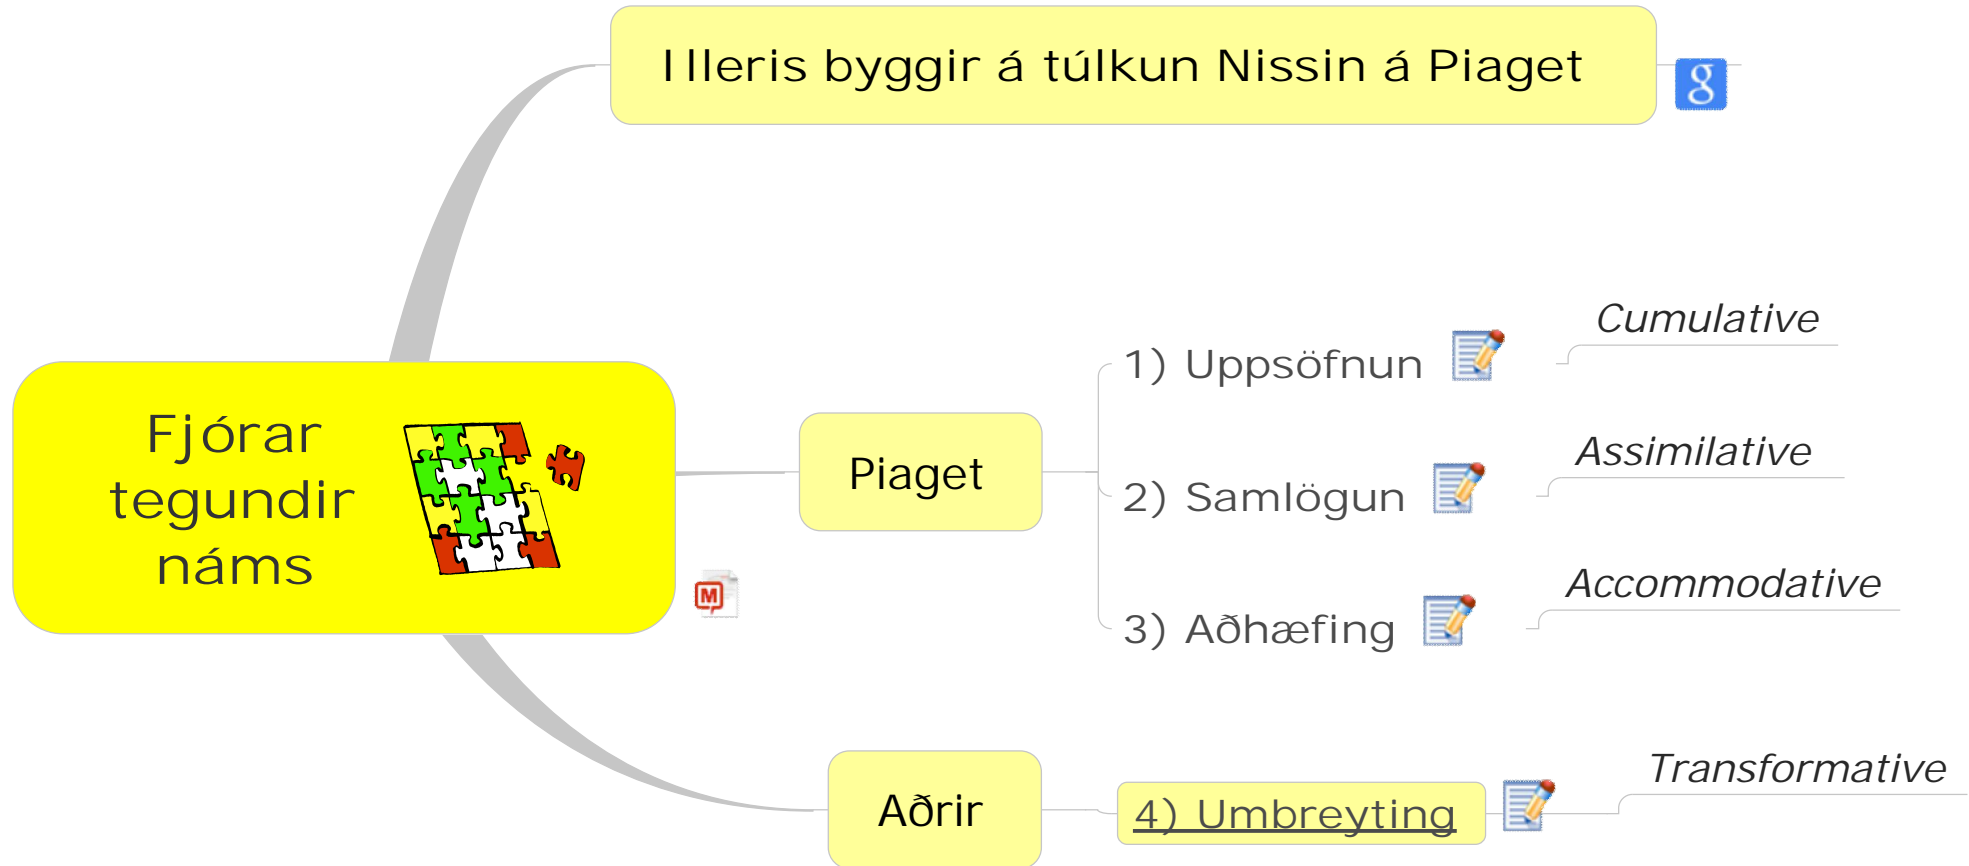 Illeris byggir á túlkun Nissin á Piaget
g
Fjórar
tegundir
náms
M
Piaget
1) Uppsöfnun
Cumulative
2) Samlögun
Assimilative
3) Aðhæfing
Accommodative
Aðrir
4) Umbreyting
Transformative